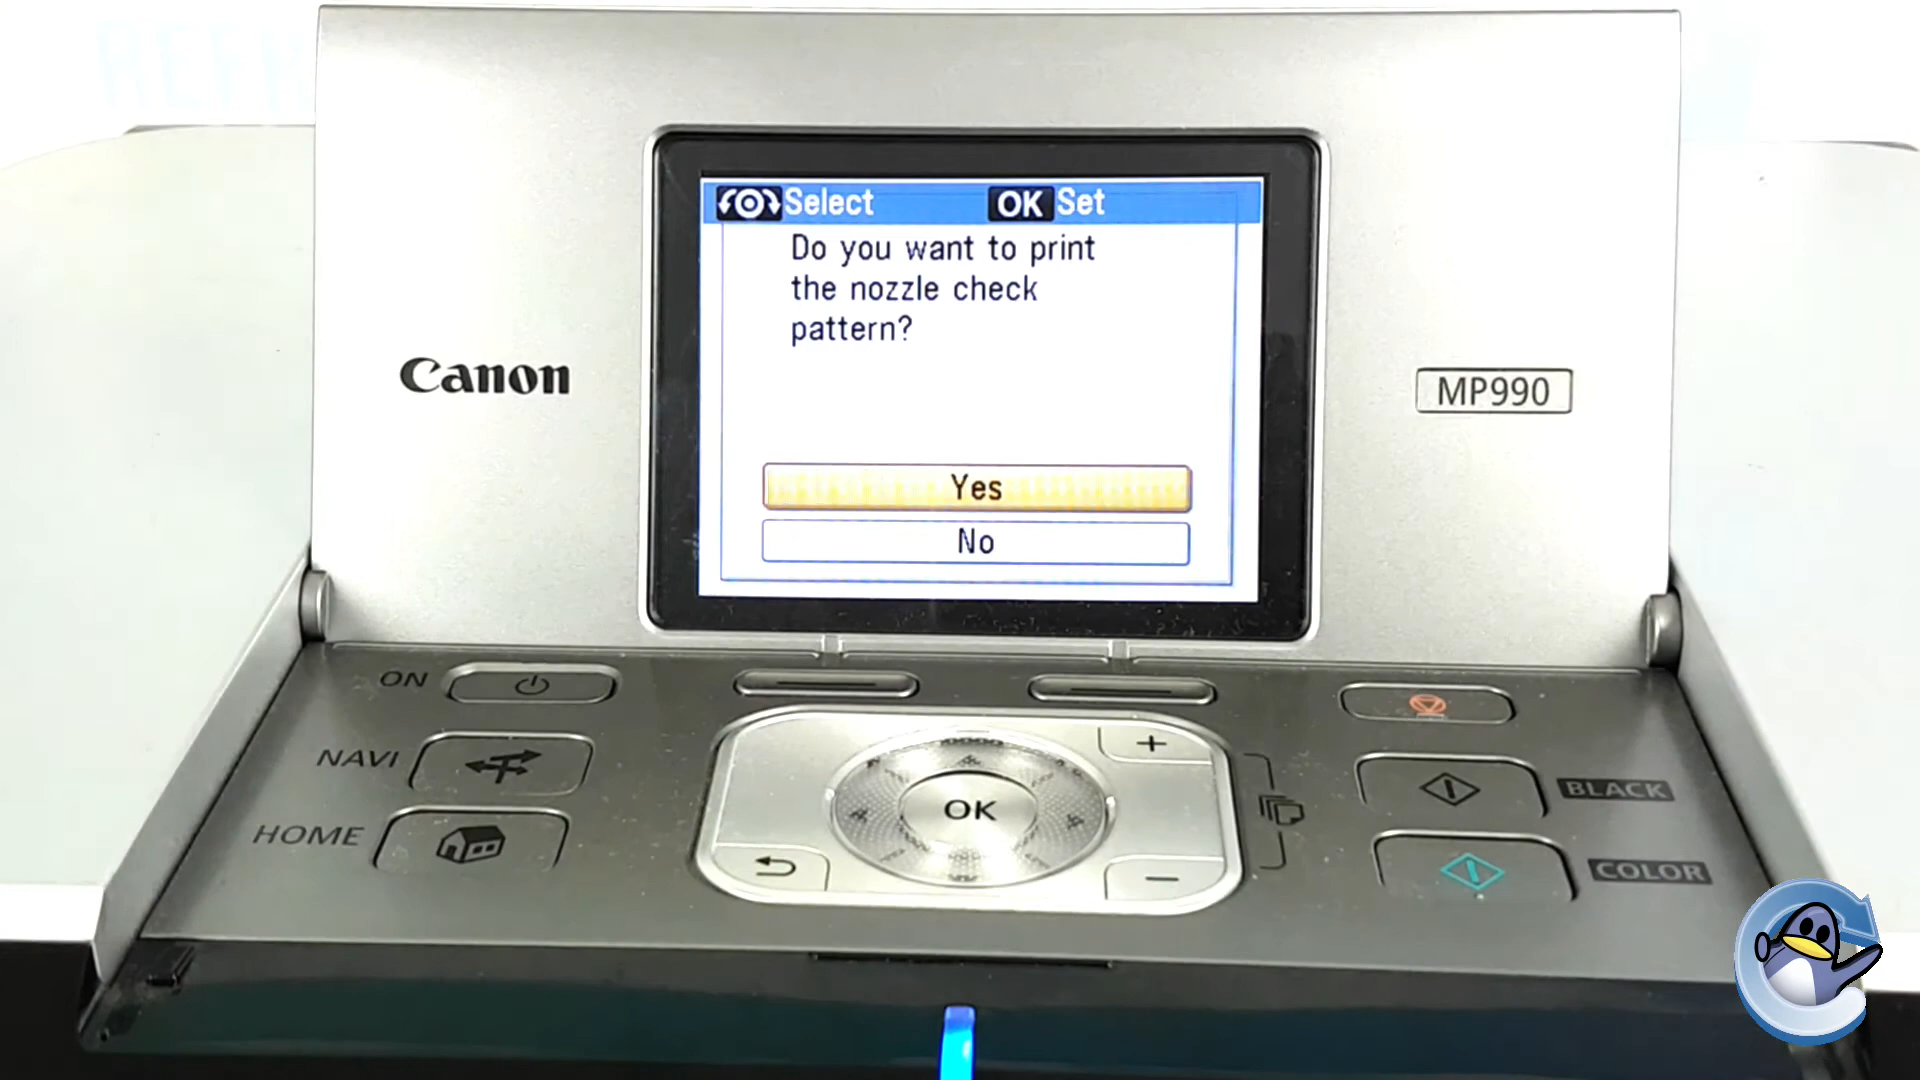 Select OK Set
Do you want to print
the nozzle check
pattern?
Canon
MP990
Yes
No
ON
NAVI
HOME
OK
+
−
BLACK
COLOR